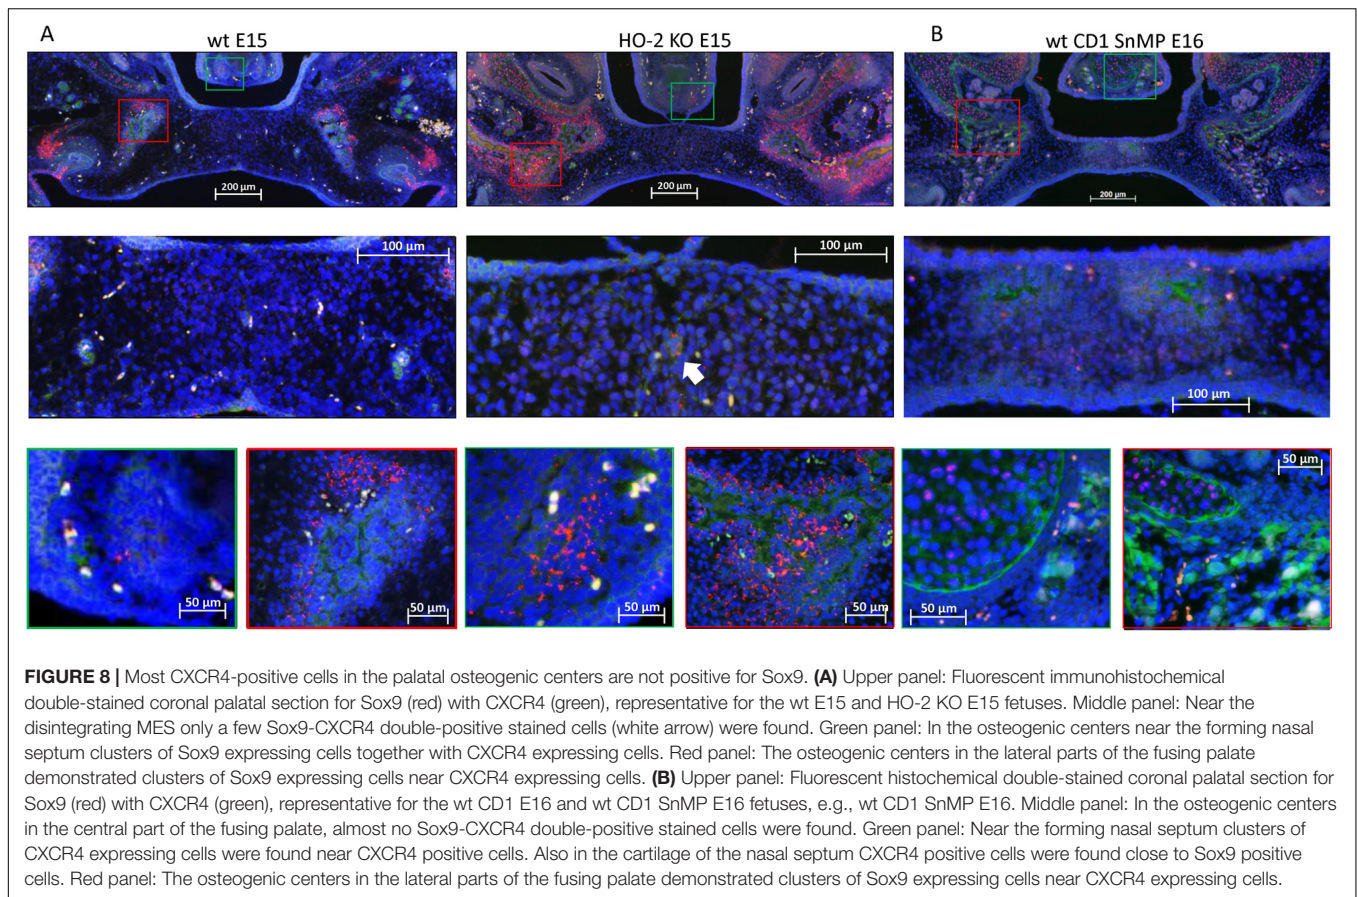 A
wt E15
HO-2 KO E15
B
wt CD1 SnMP E16
200 µm
200 µm
200 µm
100 µm
100 µm
100 µm
50 µm
50 µm
50 µm
50 µm
50 µm
50 µm
FIGURE 8 | Most CXCR4-positive cells in the palatal osteogenic centers are not positive for Sox9. (A) Upper panel: Fluorescent immunohistochemical
double-stained coronal palatal section for Sox9 (red) with CXCR4 (green), representative for the wt E15 and HO-2 KO E15 fetuses. Middle panel: Near the
disintegrating MES only a few Sox9-CXCR4 double-positive stained cells (white arrow) were found. Green panel: In the osteogenic centers near the forming nasal
septum clusters of Sox9 expressing cells together with CXCR4 expressing cells. Red panel: The osteogenic centers in the lateral parts of the fusing palate
demonstrated clusters of Sox9 expressing cells near CXCR4 expressing cells. (B) Upper panel: Fluorescent histochemical double-stained coronal palatal section for
Sox9 (red) with CXCR4 (green), representative for the wt CD1 E16 and wt CD1 SnMP E16 fetuses, e.g., wt CD1 SnMP E16. Middle panel: In the osteogenic centers
in the central part of the fusing palate, almost no Sox9-CXCR4 double-positive stained cells were found. Green panel: Near the forming nasal septum clusters of
CXCR4 expressing cells were found near CXCR4 positive cells. Also in the cartilage of the nasal septum CXCR4 positive cells were found close to Sox9 positive
cells. Red panel: The osteogenic centers in the lateral parts of the fusing palate demonstrated clusters of Sox9 expressing cells near CXCR4 expressing cells.